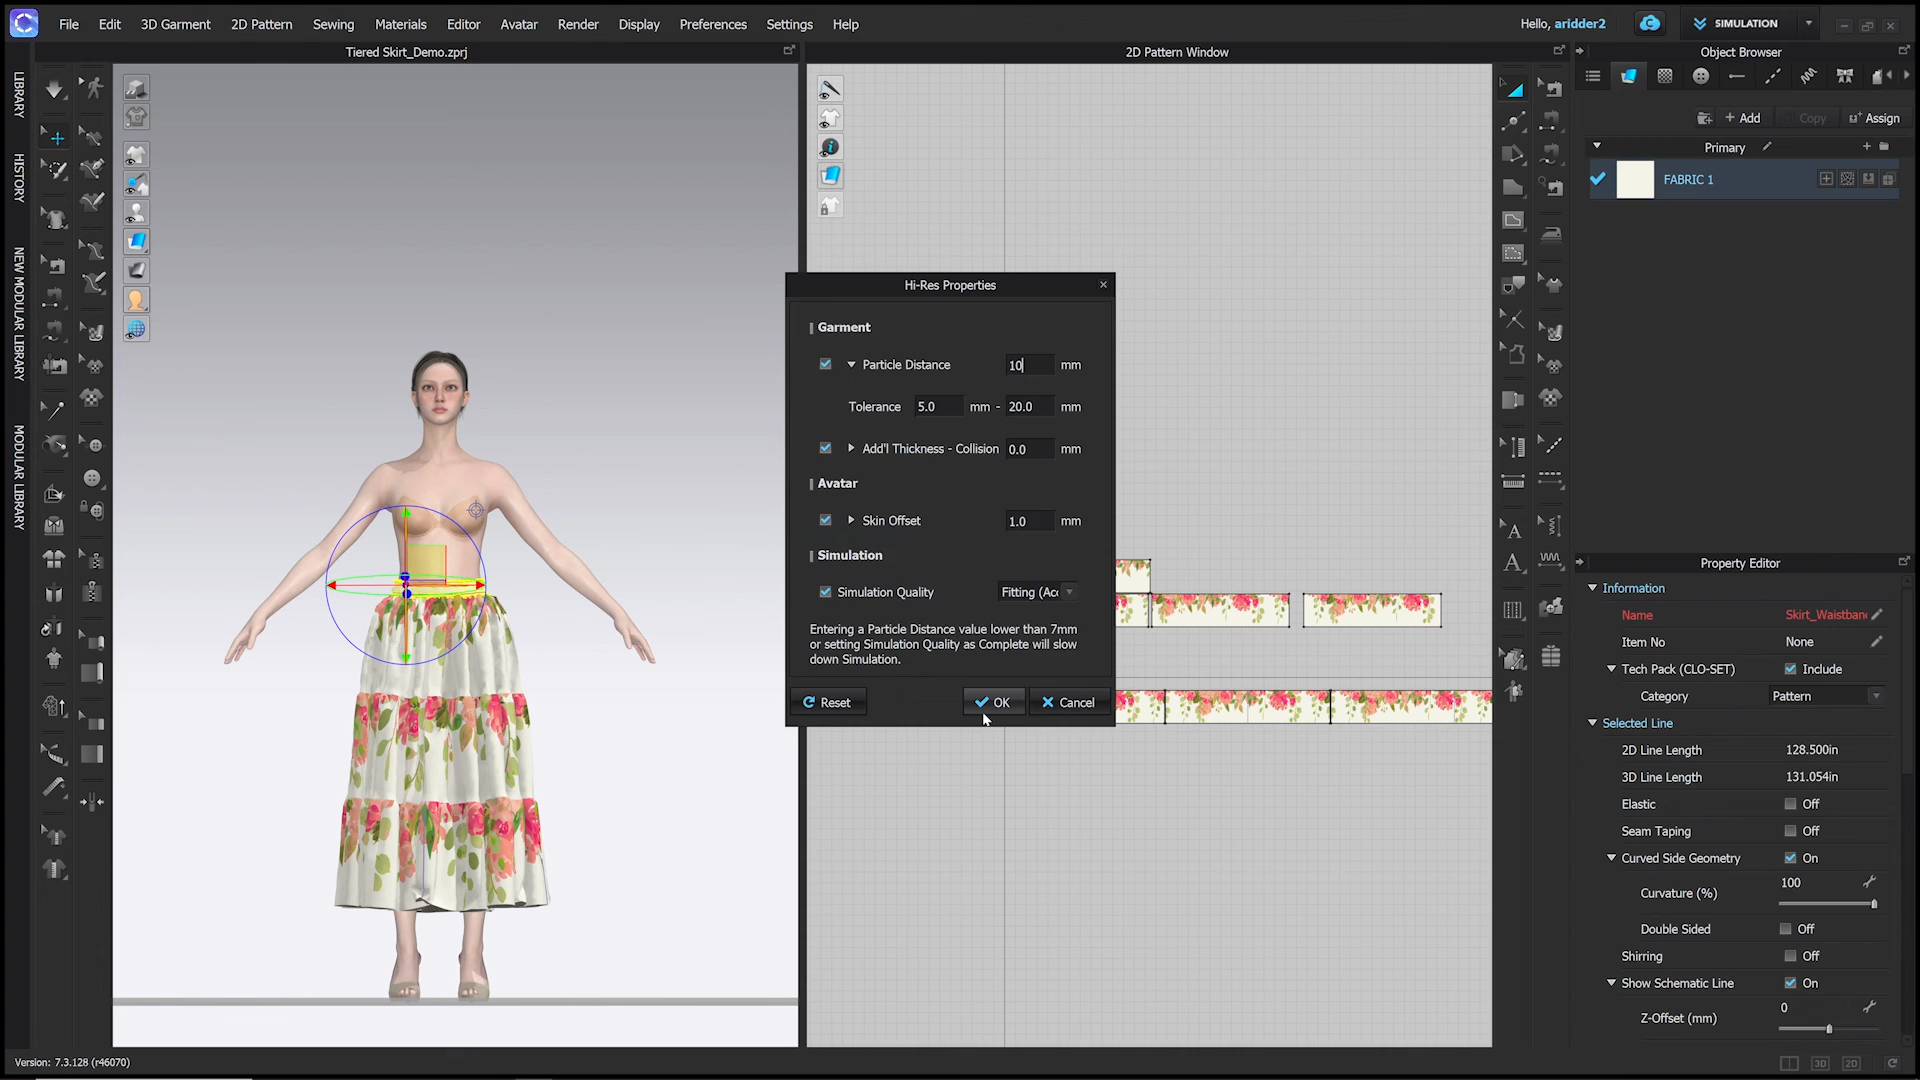 File Edit 3D Garment 2D Pattern Sewing Materials Editor Avatar Render Display Preferences Settings Help
Hello, aridder2
SIMULATION
Tiered Skirt_Demo.zprj
2D Pattern Window
Object Browser
LIBRARY
HISTORY
NEW MODULAR LIBRARY
MODULAR LIBRARY
+ Add
Copy
Assign
Primary
FABRIC 1
Hi-Res Properties
Garment
Particle Distance 10 mm
Tolerance 5.0 mm - 20.0 mm
Add'l Thickness - Collision 0.0 mm
Avatar
Skin Offset 1.0 mm
Simulation
Simulation Quality Fitting (Acc
Entering a Particle Distance value lower than 7mm
or setting Simulation Quality as Complete will slow
down Simulation.
Reset
OK
Cancel
Property Editor
Information
Name Skirt_Waistban
Item No None
Tech Pack (CLO-SET) Include
Category Pattern
Selected Line
2D Line Length 128.500in
3D Line Length 131.054in
Elastic Off
Seam Taping Off
Curved Side Geometry On
Curvature (%) 100
Double Sided Off
Shirring Off
Show Schematic Line On
Z-Offset (mm) 0
Version: 7.3.128 (r46070)
3D
2D